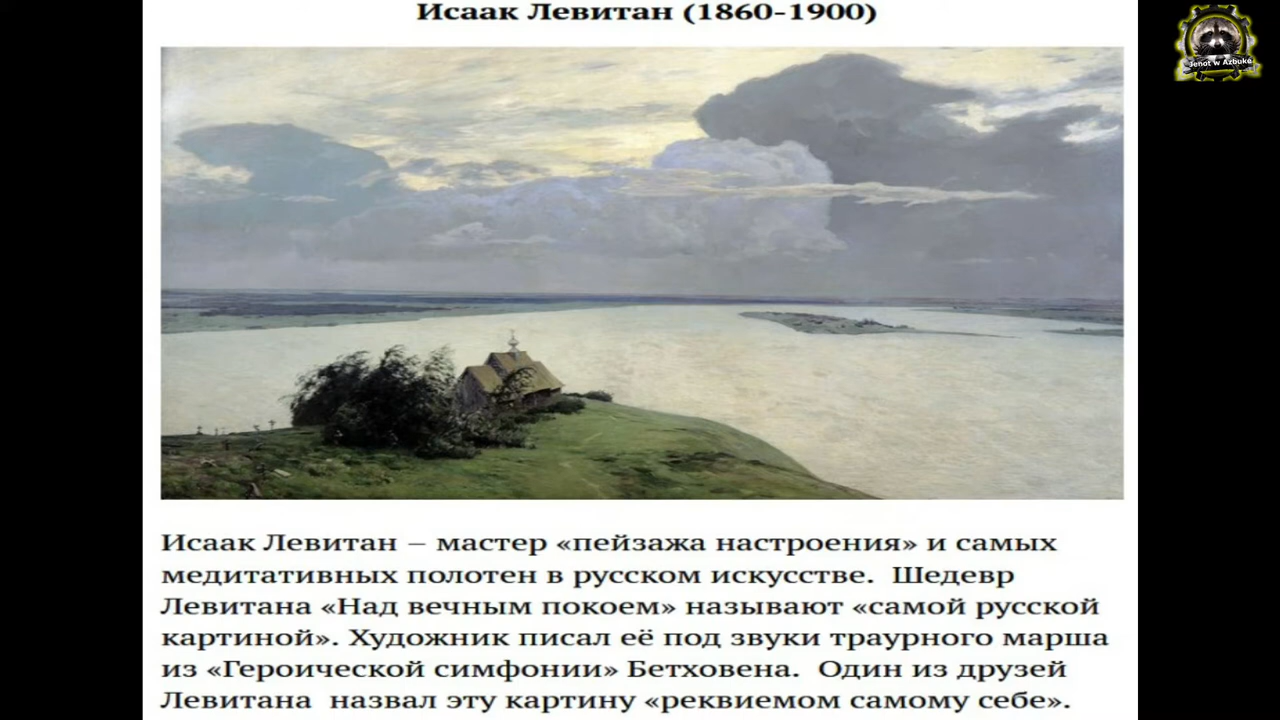 Исаак Левитан (1860-1900)
Jenot w Azbuke
Исаак Левитан – мастер «пейзажа настроения» и самых
медитативных полотен в русском искусстве. Шедевр
Левитана «Над вечным покоем» называют «самой русской
картиной». Художник писал её под звуки траурного марша
из «Героической симфонии» Бетховена. Один из друзей
Левитана назвал эту картину «реквиемом самому себе».